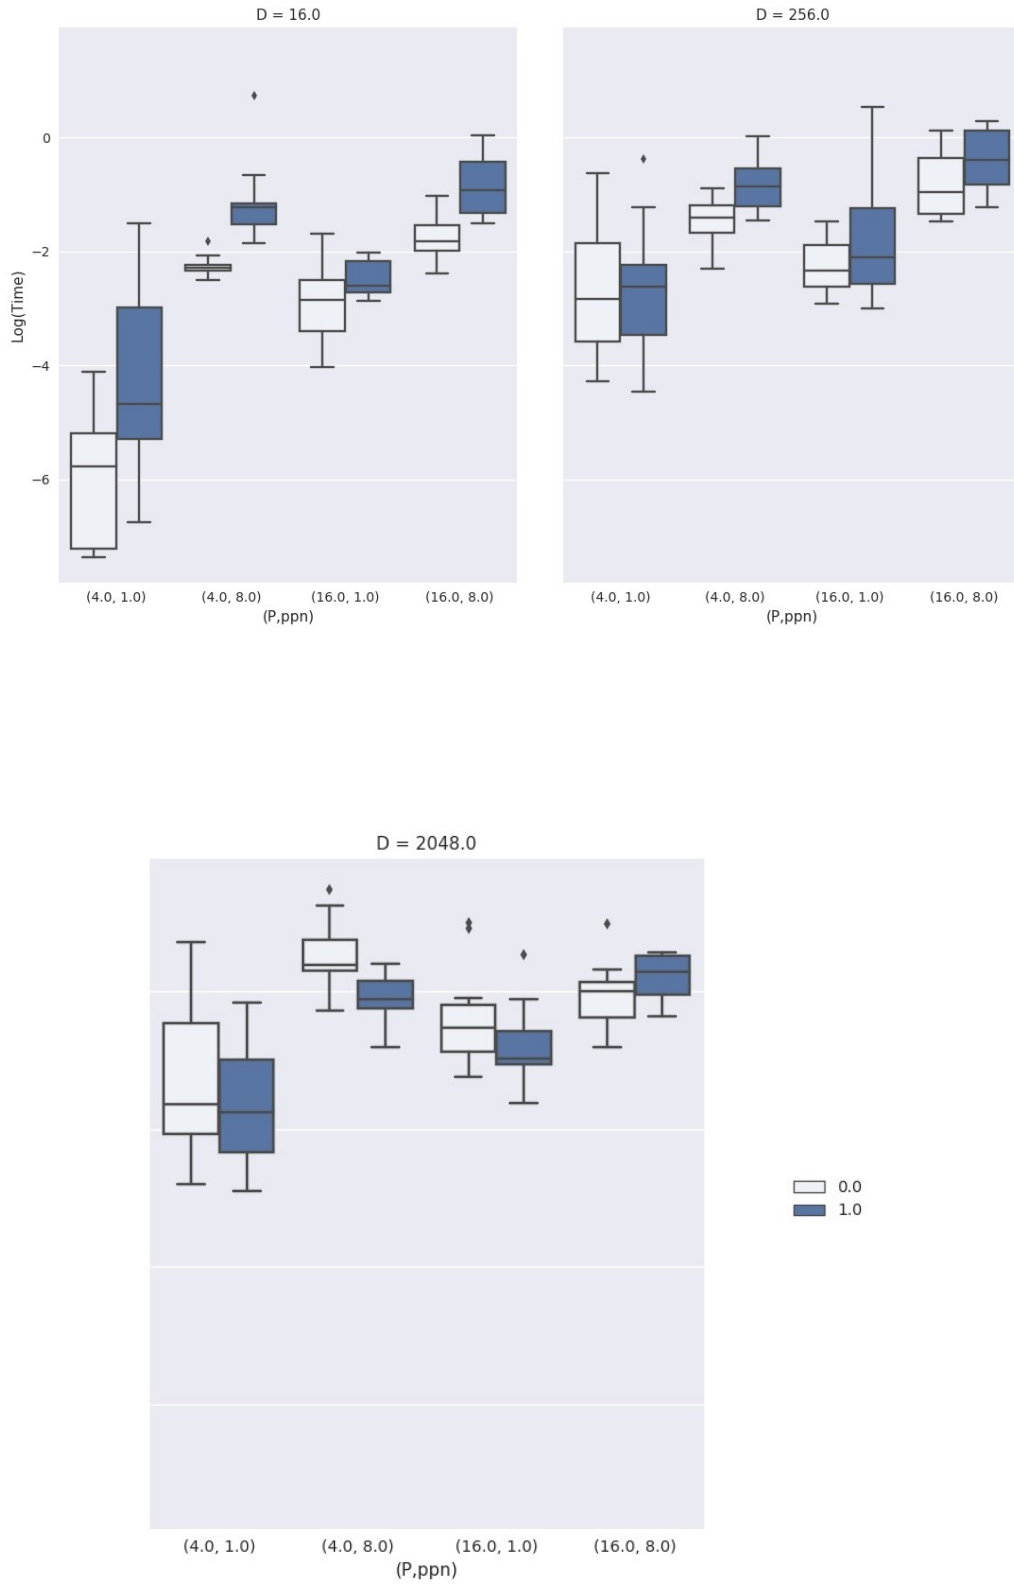 D = 16.0
D = 256.0
Log(Time)
0
−2
−4
−6
(4.0, 1.0) (4.0, 8.0) (16.0, 1.0) (16.0, 8.0)
(P,ppn)
(4.0, 1.0) (4.0, 8.0) (16.0, 1.0) (16.0, 8.0)
(P,ppn)
D = 2048.0
0.0
1.0
(4.0, 1.0) (4.0, 8.0) (16.0, 1.0) (16.0, 8.0)
(P,ppn)